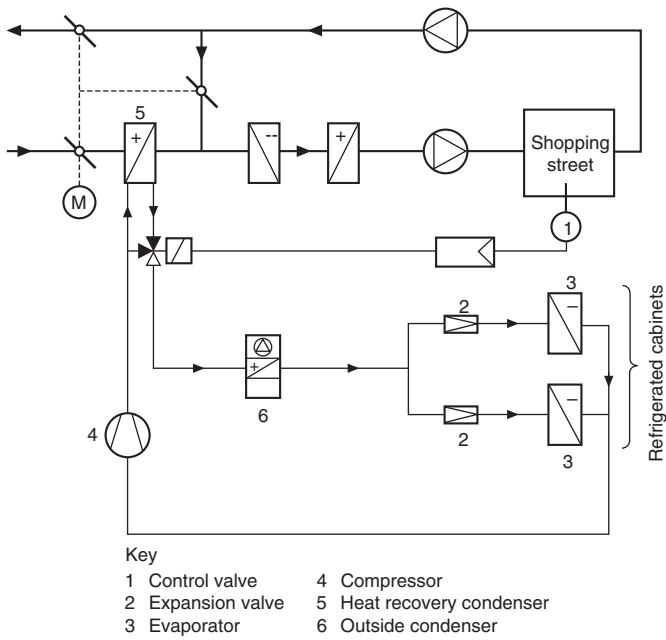 5
+
--
+
Shopping
street
M
1
3
2
–
+
6
4
2
–
3
Refrigerated cabinets
Key
1 Control valve
2 Expansion valve
3 Evaporator
4 Compressor
5 Heat recovery condenser
6 Outside condenser